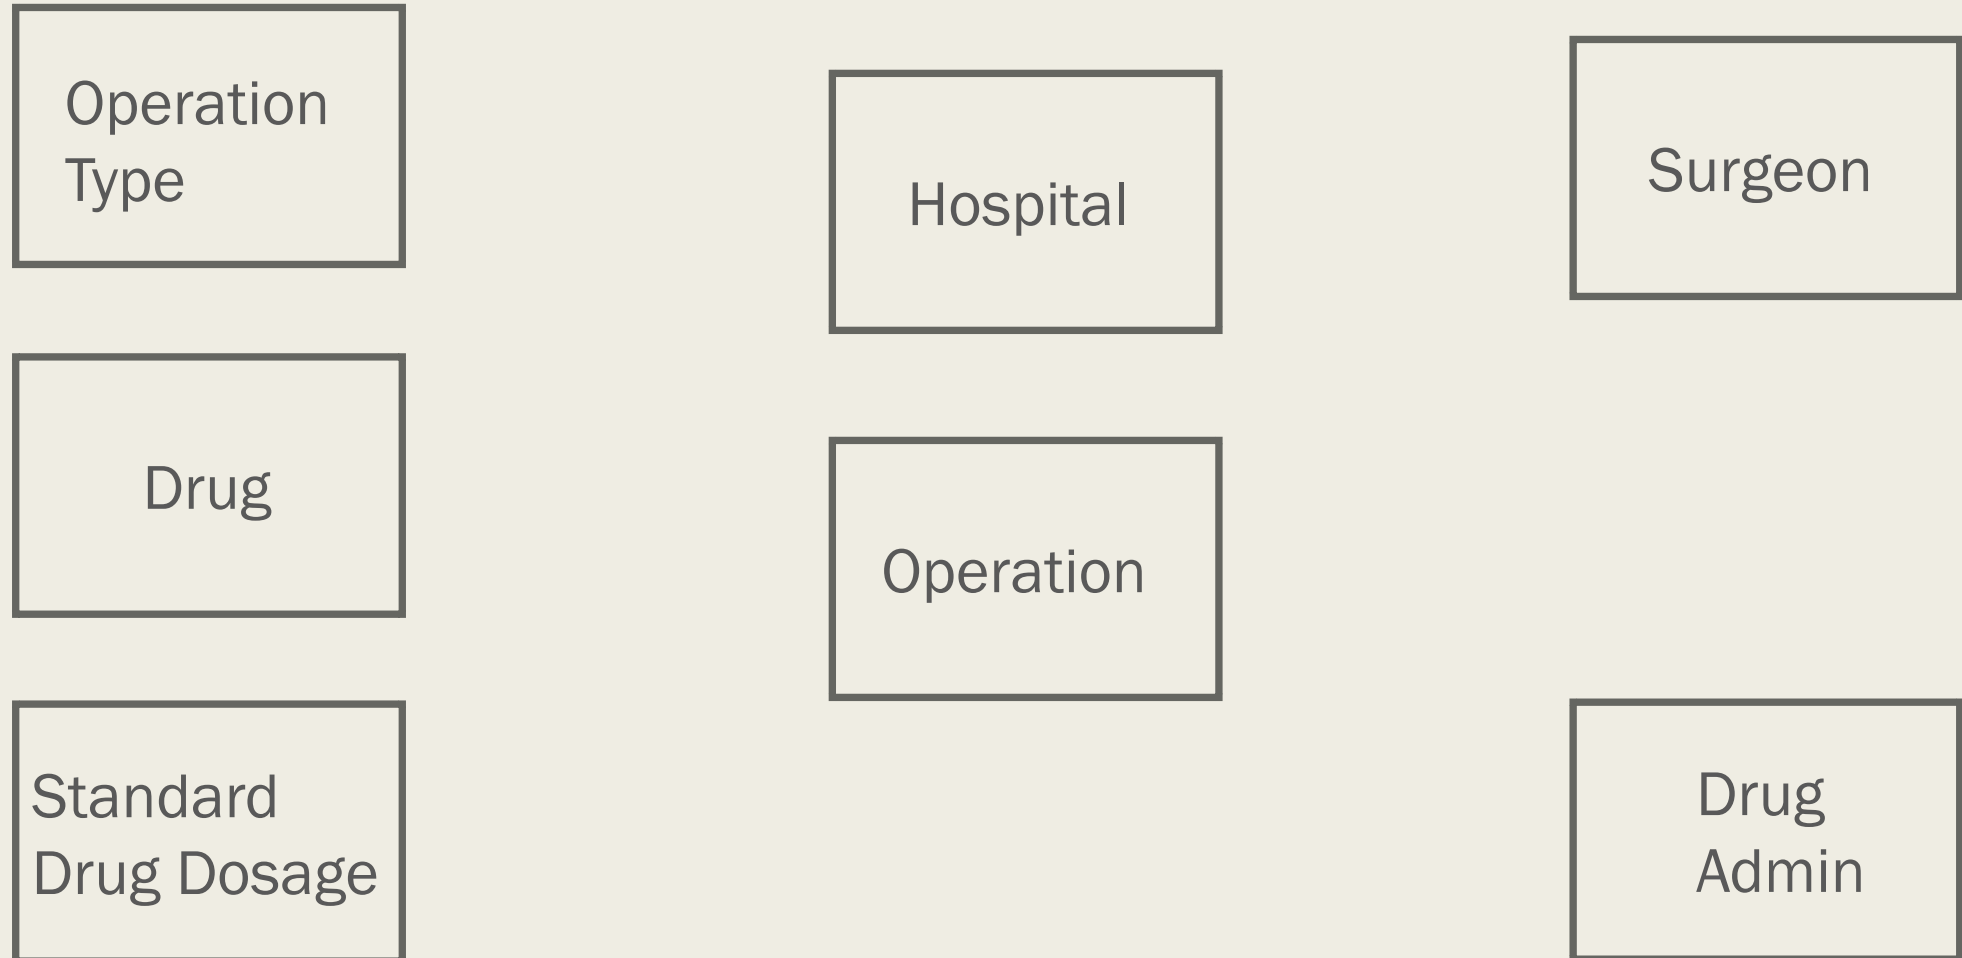 Operation
Type
Hospital
Surgeon
Drug
Operation
Standard
Drug Dosage
Drug
Admin